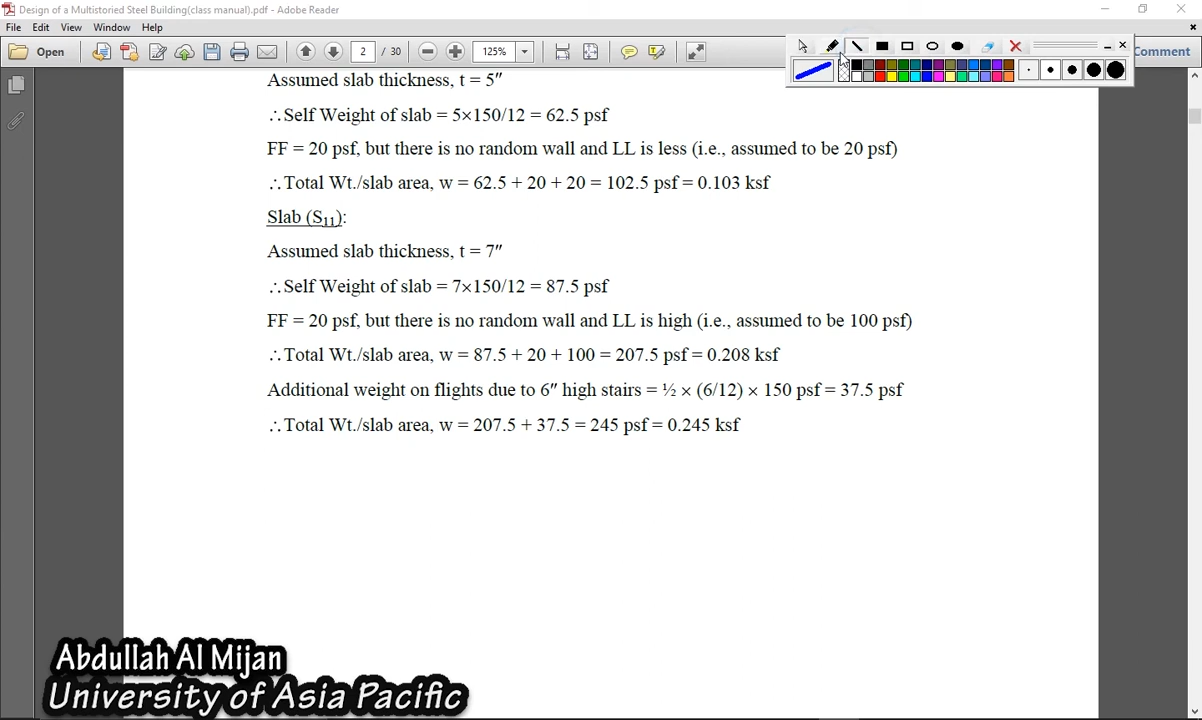 Design of a Multistoried Steel Building(class manual).pdf - Adobe Reader
File Edit View Window Help
Open 2 / 30 125% Comment
Assumed slab thickness, t = 5″
∴Self Weight of slab = 5×150/12 = 62.5 psf
FF = 20 psf, but there is no random wall and LL is less (i.e., assumed to be 20 psf)
∴Total Wt./slab area, w = 62.5 + 20 + 20 = 102.5 psf = 0.103 ksf
Slab (S11):
Assumed slab thickness, t = 7″
∴Self Weight of slab = 7×150/12 = 87.5 psf
FF = 20 psf, but there is no random wall and LL is high (i.e., assumed to be 100 psf)
∴Total Wt./slab area, w = 87.5 + 20 + 100 = 207.5 psf = 0.208 ksf
Additional weight on flights due to 6″ high stairs = ½ × (6/12) × 150 psf = 37.5 psf
∴Total Wt./slab area, w = 207.5 + 37.5 = 245 psf = 0.245 ksf
Abdullah Al Mijan
University of Asia Pacific